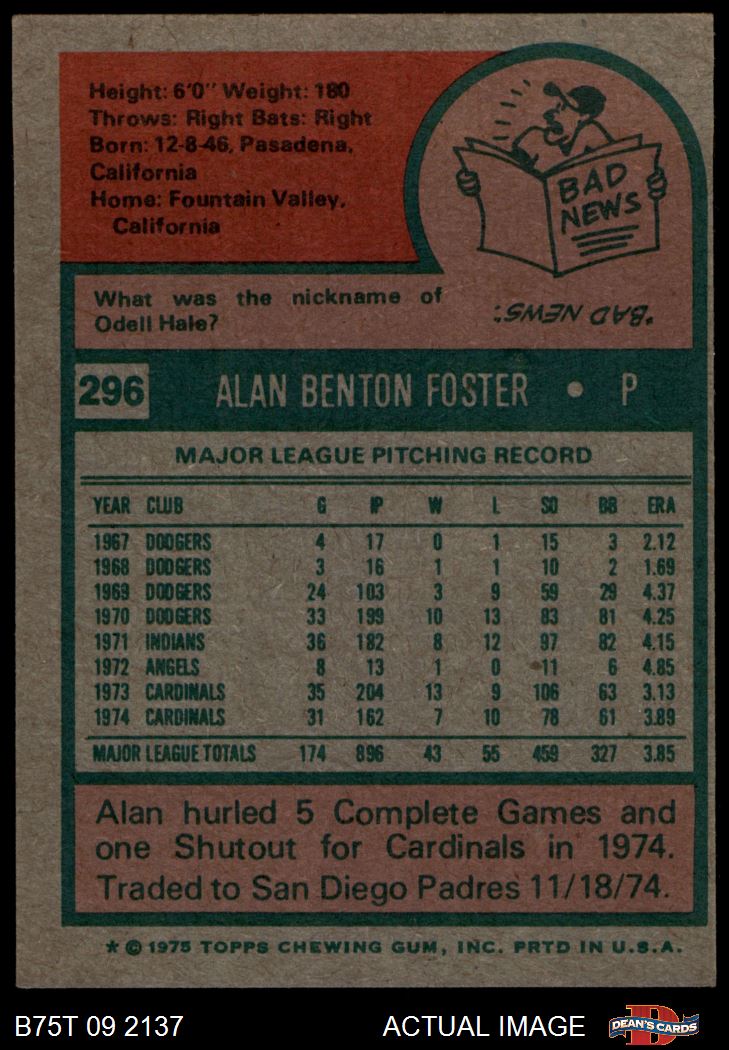 Height: 6'0" Weight: 180
Throws: Right Bats: Right
Born: 12-8-46, Pasadena,
California
Home: Fountain Valley,
California
BAD
NEWS
What was the nickname of
Odell Hale?
"BAD NEWS."
296 ALAN BENTON FOSTER • P
MAJOR LEAGUE PITCHING RECORD
YEAR CLUB G IP W L SO BB ERA
1967 DODGERS 4 17 0 1 15 3 2.12
1968 DODGERS 3 16 1 1 10 2 1.69
1969 DODGERS 24 103 3 9 59 29 4.37
1970 DODGERS 33 199 10 13 83 81 4.25
1971 INDIANS 36 182 8 12 97 82 4.15
1972 ANGELS 8 13 1 0 11 6 4.85
1973 CARDINALS 35 204 13 9 106 63 3.13
1974 CARDINALS 31 162 7 10 78 61 3.89
MAJOR LEAGUE TOTALS 174 896 43 55 459 327 3.85
Alan hurled 5 Complete Games and
one Shutout for Cardinals in 1974.
Traded to San Diego Padres 11/18/74.
* © 1975 TOPPS CHEWING GUM, INC. PRTD IN U.S.A.
B75T 09 2137 ACTUAL IMAGE DEAN'S CARDS